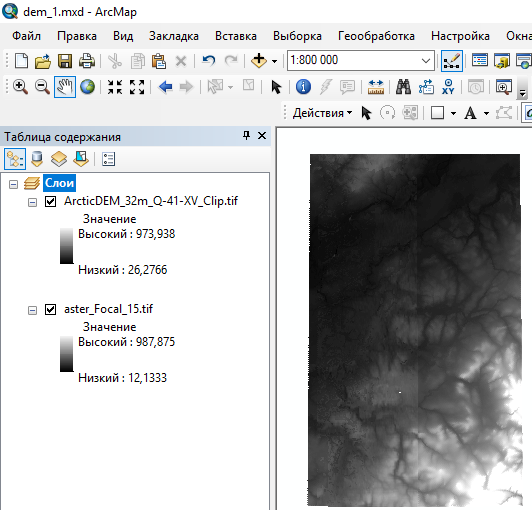 dem_1.mxd - ArcMap
Файл Правка Вид Закладка Вставка Выборка Геообработка Настройка Окна
1:800 000
Действия
Таблица содержания
Слои
ArcticDEM_32m_Q-41-XV_Clip.tif
Значение
Высокий : 973,938
Низкий : 26,2766
aster_Focal_15.tif
Значение
Высокий : 987,875
Низкий : 12,1333